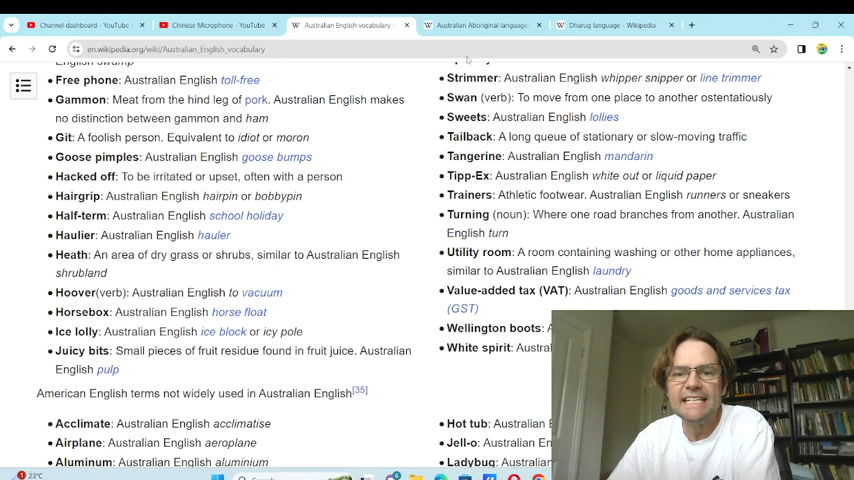 Channel dashboard - YouTube
Chinese Microphone - YouTube
Australian English vocabulary -
Australian Aboriginal languages
Dharug language - Wikipedia
en.wikipedia.org/wiki/Australian_English_vocabulary
English swamp
• Free phone: Australian English toll-free
• Gammon: Meat from the hind leg of pork. Australian English makes
no distinction between gammon and ham
• Git: A foolish person. Equivalent to idiot or moron
• Goose pimples: Australian English goose bumps
• Hacked off: To be irritated or upset, often with a person
• Hairgrip: Australian English hairpin or bobbypin
• Half-term: Australian English school holiday
• Haulier: Australian English hauler
• Heath: An area of dry grass or shrubs, similar to Australian English
shrubland
• Hoover(verb): Australian English to vacuum
• Horsebox: Australian English horse float
• Ice lolly: Australian English ice block or icy pole
• Juicy bits: Small pieces of fruit residue found in fruit juice. Australian
English pulp
• Strimmer: Australian English whipper snipper or line trimmer
• Swan (verb): To move from one place to another ostentatiously
• Sweets: Australian English lollies
• Tailback: A long queue of stationary or slow-moving traffic
• Tangerine: Australian English mandarin
• Tipp-Ex: Australian English white out or liquid paper
• Trainers: Athletic footwear. Australian English runners or sneakers
• Turning (noun): Where one road branches from another. Australian
English turn
• Utility room: A room containing washing or other home appliances,
similar to Australian English laundry
• Value-added tax (VAT): Australian English goods and services tax
(GST)
• Wellington boots:
• White spirit: Austral
American English terms not widely used in Australian English[35]
• Acclimate: Australian English acclimatise
• Airplane: Australian English aeroplane
• Aluminum: Australian English aluminium
• Hot tub: Australian E
• Jell-o: Australian En
• Ladybug: Australian
23°C
Search